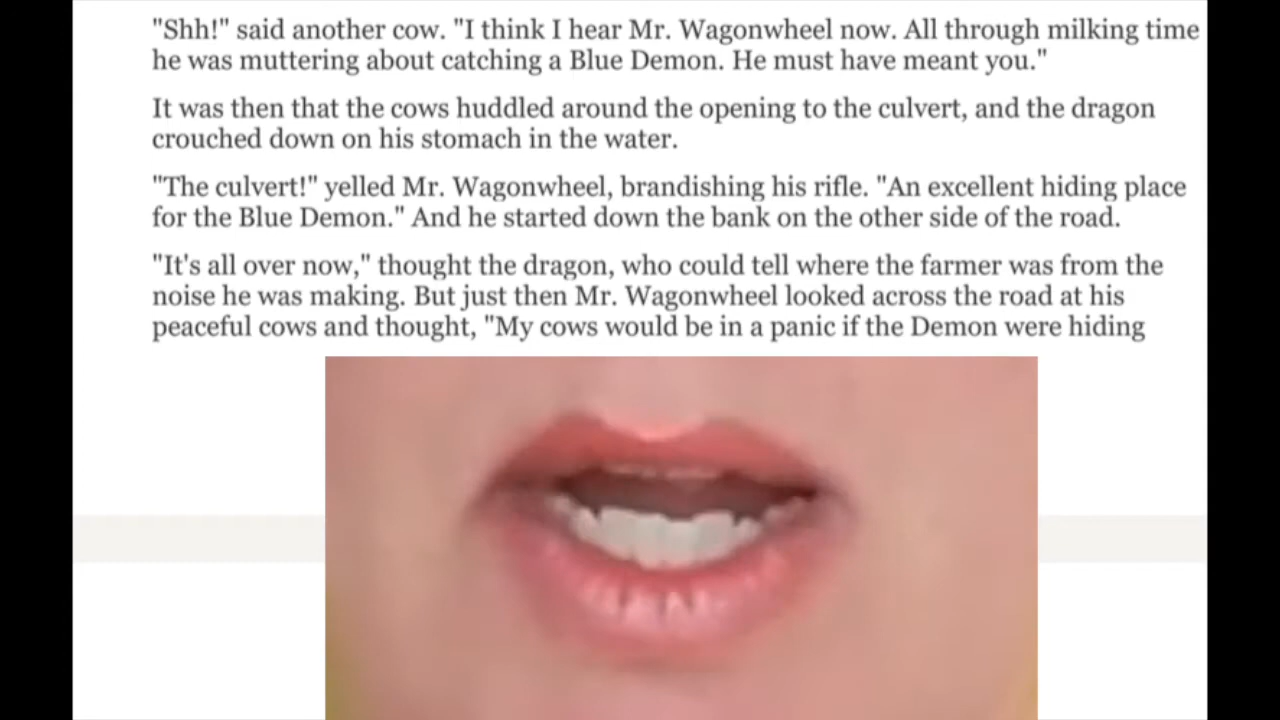 "Shh!" said another cow. "I think I hear Mr. Wagonwheel now. All through milking time
he was muttering about catching a Blue Demon. He must have meant you."
It was then that the cows huddled around the opening to the culvert, and the dragon
crouched down on his stomach in the water.
"The culvert!" yelled Mr. Wagonwheel, brandishing his rifle. "An excellent hiding place
for the Blue Demon." And he started down the bank on the other side of the road.
"It's all over now," thought the dragon, who could tell where the farmer was from the
noise he was making. But just then Mr. Wagonwheel looked across the road at his
peaceful cows and thought, "My cows would be in a panic if the Demon were hiding